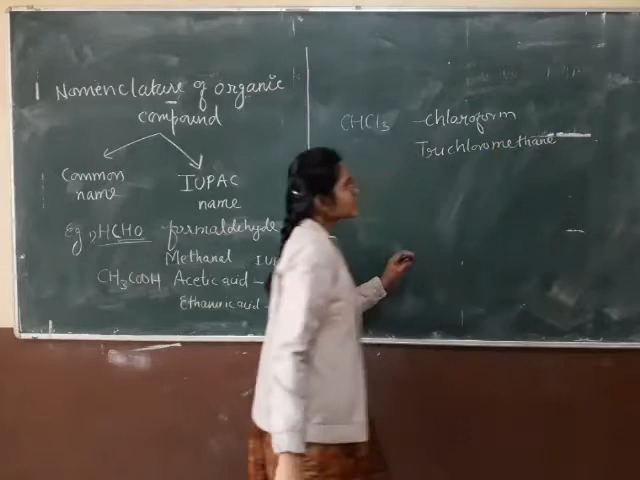 Nomenclature of organic
compound
Common
name
IUPAC
name
Eg, HCHO formaldehyde
Methanal IU
CH3COOH Acetic acid -
Ethanoic acid -
CHCl3 - Chloroform
Trichloromethane